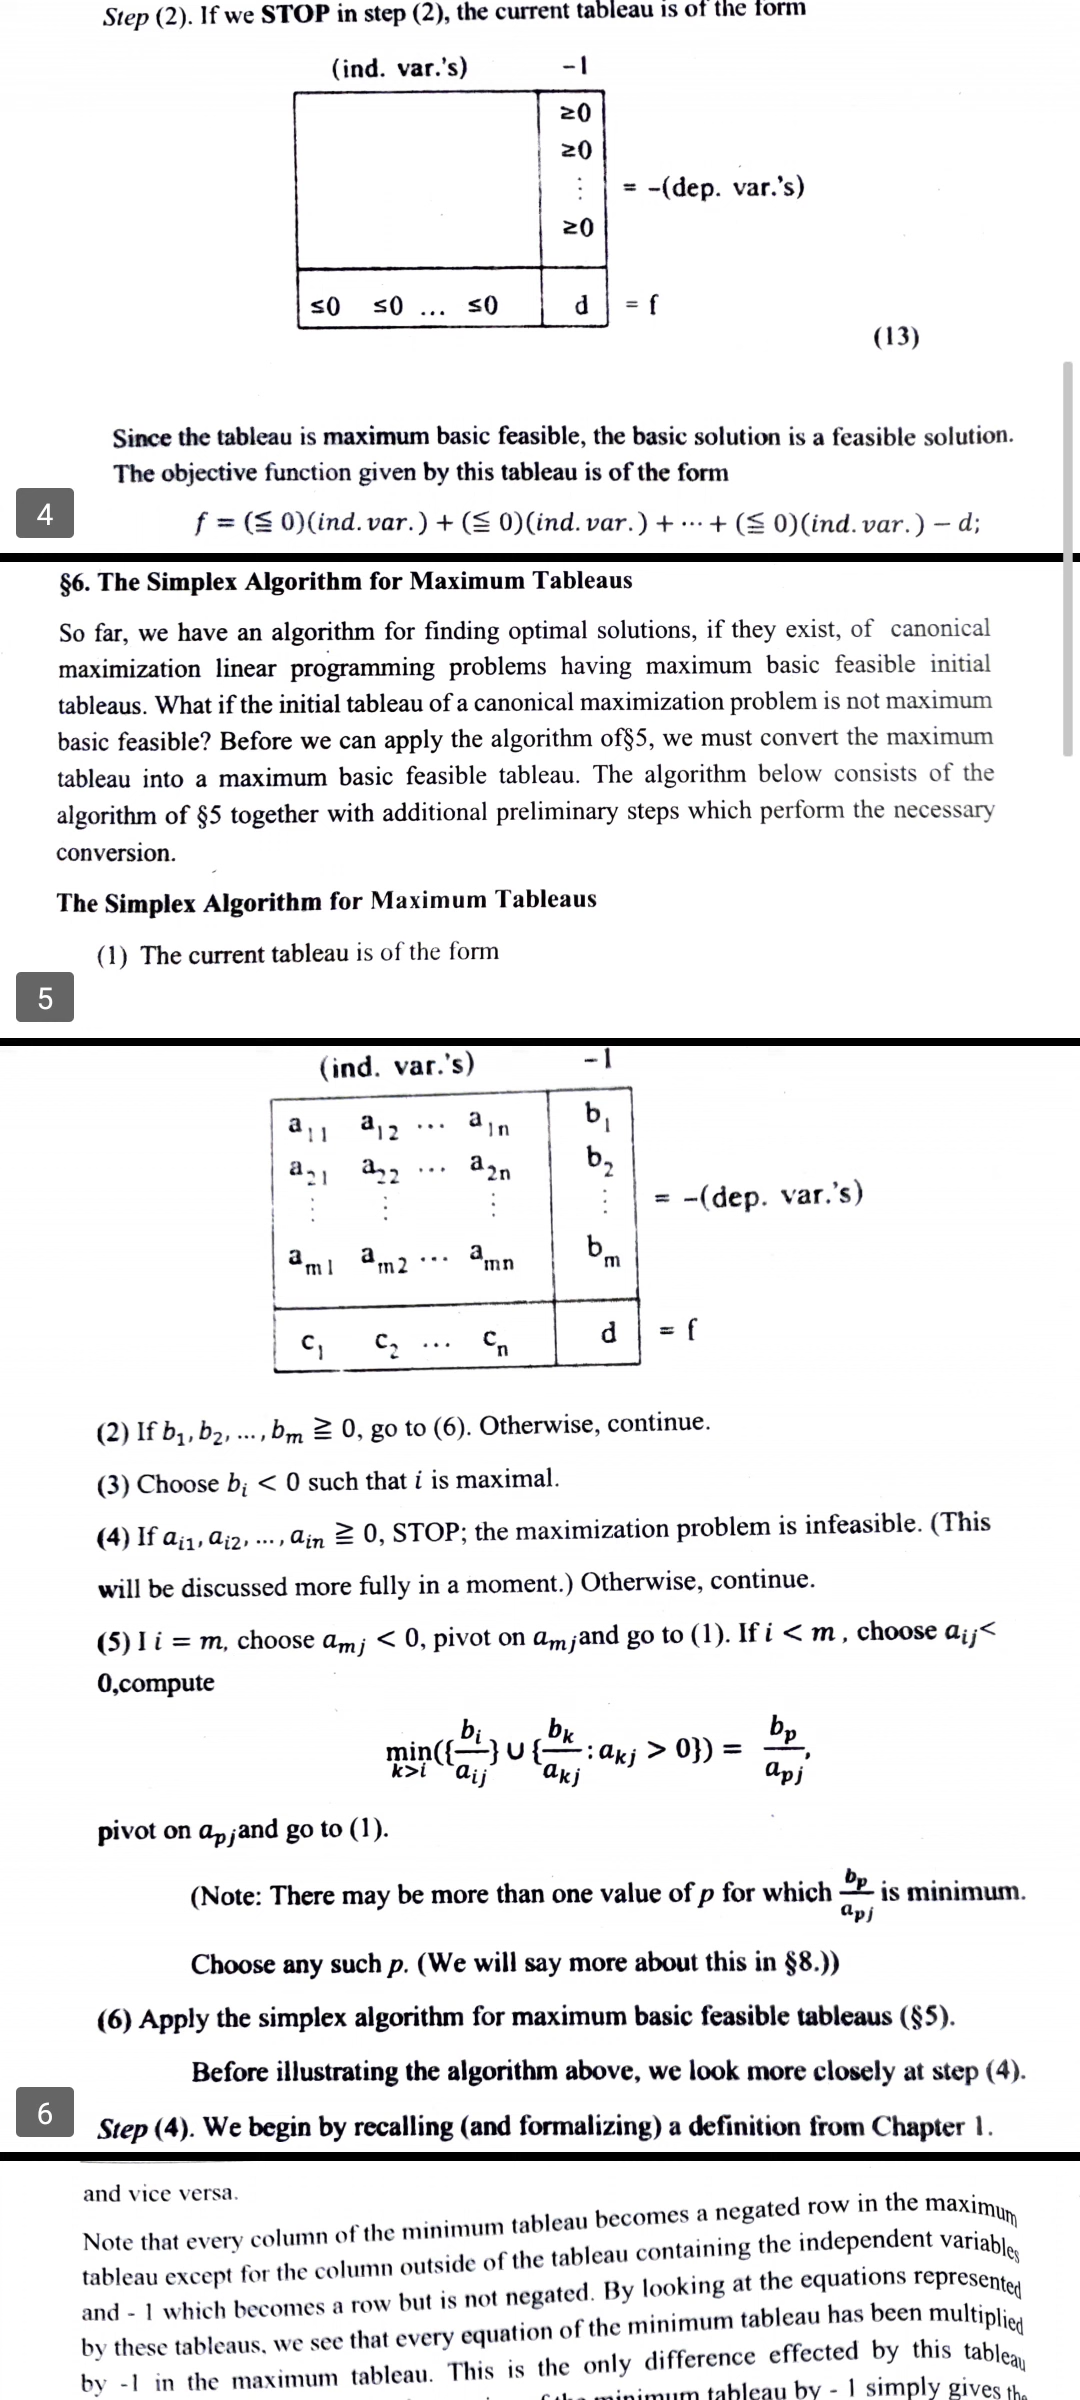 Step (2). If we STOP in step (2), the current tableau is of the form
(ind. var.'s) -1
≥0
≥0
⋮ = -(dep. var.'s)
≥0
≤0 ≤0 ... ≤0 d = f
(13)
Since the tableau is maximum basic feasible, the basic solution is a feasible solution.
The objective function given by this tableau is of the form
4
f = (≦ 0)(ind. var.) + (≦ 0)(ind. var.) + ··· + (≦ 0)(ind. var.) − d;
§6. The Simplex Algorithm for Maximum Tableaus
So far, we have an algorithm for finding optimal solutions, if they exist, of canonical
maximization linear programming problems having maximum basic feasible initial
tableaus. What if the initial tableau of a canonical maximization problem is not maximum
basic feasible? Before we can apply the algorithm of§5, we must convert the maximum
tableau into a maximum basic feasible tableau. The algorithm below consists of the
algorithm of §5 together with additional preliminary steps which perform the necessary
conversion.
The Simplex Algorithm for Maximum Tableaus
(1) The current tableau is of the form
5
(ind. var.'s) -1
a₁₁ a₁₂ ... a₁ₙ b₁
a₂₁ a₂₂ ... a₂ₙ b₂
⋮ ⋮ ⋮ ⋮ = -(dep. var.'s)
aₘ₁ aₘ₂ ... aₘₙ bₘ
c₁ c₂ ... cₙ d = f
(2) If b₁, b₂, ..., bₘ ≧ 0, go to (6). Otherwise, continue.
(3) Choose bᵢ < 0 such that i is maximal.
(4) If aᵢ₁, aᵢ₂, ..., aᵢₙ ≧ 0, STOP; the maximization problem is infeasible. (This
will be discussed more fully in a moment.) Otherwise, continue.
(5) I i = m, choose aₘⱼ < 0, pivot on aₘⱼand go to (1). If i < m , choose aᵢⱼ<
0,compute
min({bᵢ/aᵢⱼ} ∪ {bₖ/aₖⱼ : aₖⱼ > 0}) = bₚ/aₚⱼ,
k>i
pivot on aₚⱼand go to (1).
(Note: There may be more than one value of p for which bₚ/aₚⱼ is minimum.
Choose any such p. (We will say more about this in §8.))
(6) Apply the simplex algorithm for maximum basic feasible tableaus (§5).
Before illustrating the algorithm above, we look more closely at step (4).
6
Step (4). We begin by recalling (and formalizing) a definition from Chapter 1.
and vice versa.
Note that every column of the minimum tableau becomes a negated row in the maximum
tableau except for the column outside of the tableau containing the independent variables
and - 1 which becomes a row but is not negated. By looking at the equations represented
by these tableaus, we see that every equation of the minimum tableau has been multiplied
by -1 in the maximum tableau. This is the only difference effected by this tableau
minimum tableau by - 1 simply gives the